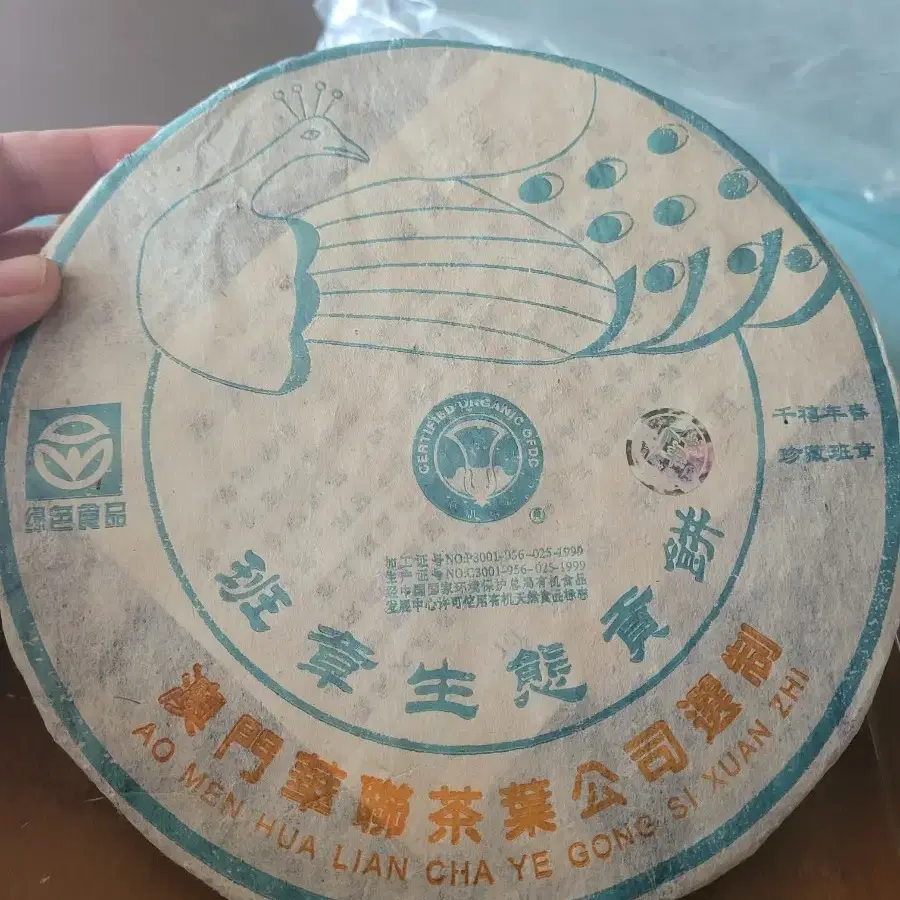 千禧年春
珍藏班章
绿色食品
CERTIFIED ORGANIC OFDC
加工证号NO:P3001-956-025-1999
生产证号NO:C3001-956-025-1999
经中国国家环境保护总局有机食品
发展中心许可使用有机天然食品标志
班章生態貢餅
澳門華聯茶葉公司選制
AO MEN HUA LIAN CHA YE GONG SI XUAN ZHI